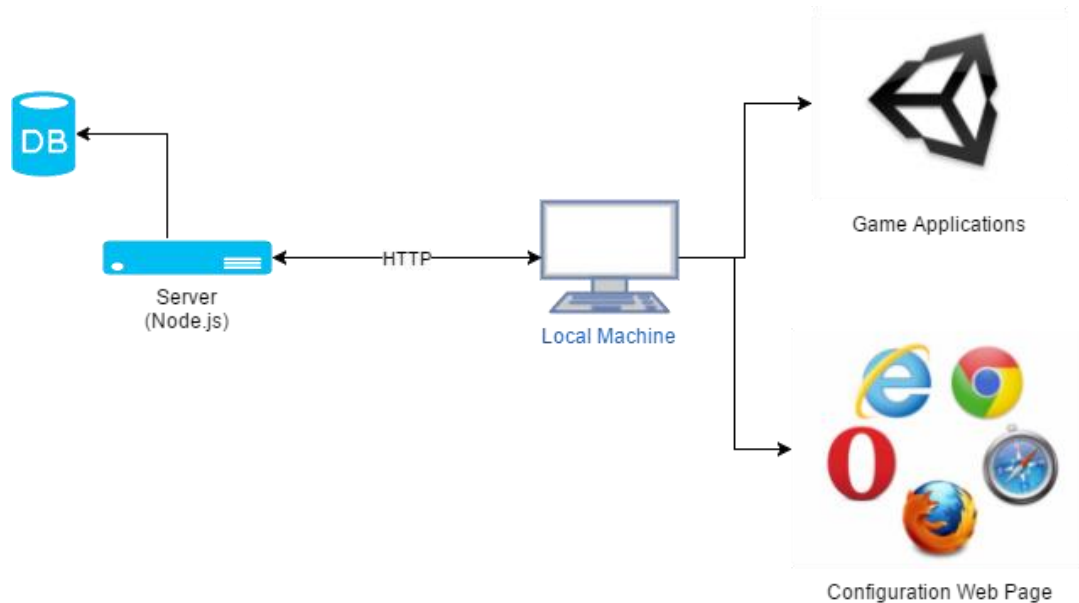 DB
Game Applications
HTTP
Server
(Node.js)
Local Machine
Configuration Web Page